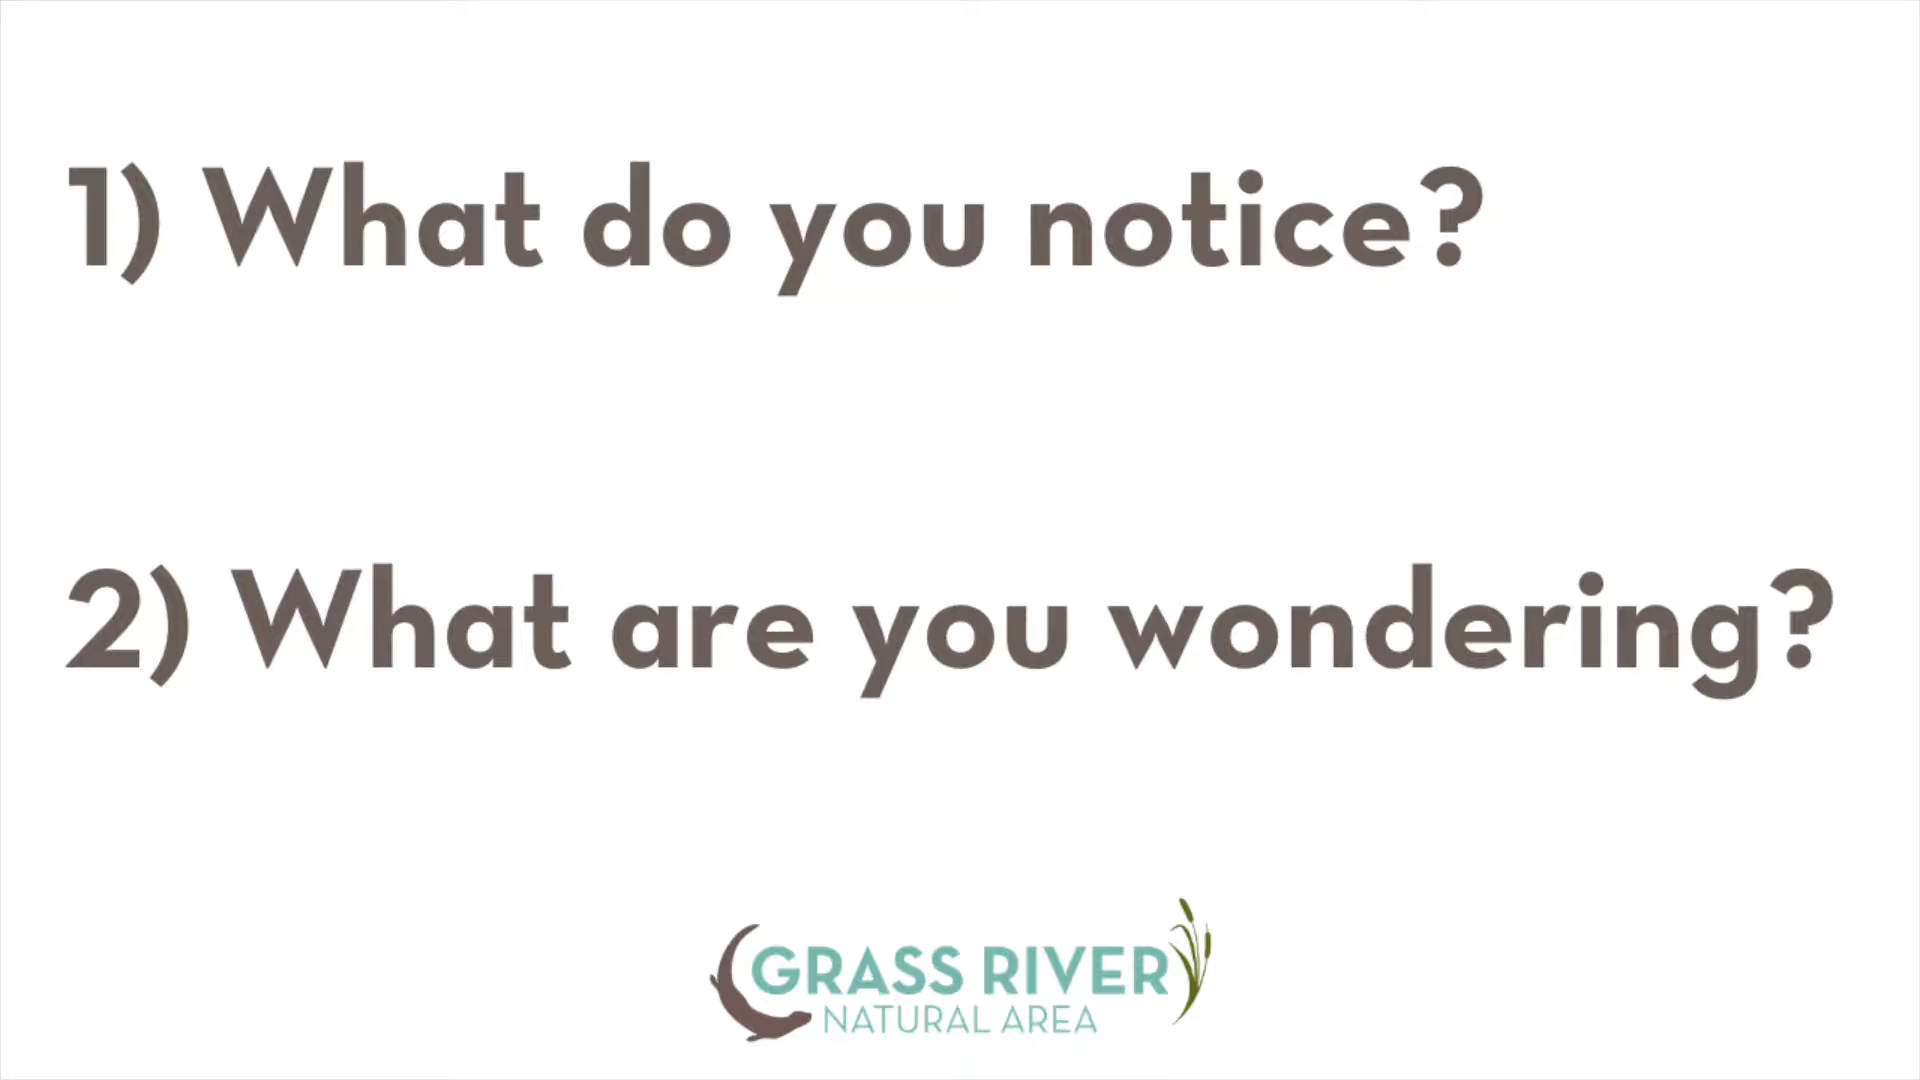 1) What do you notice?
2) What are you wondering?
GRASS RIVER
NATURAL AREA